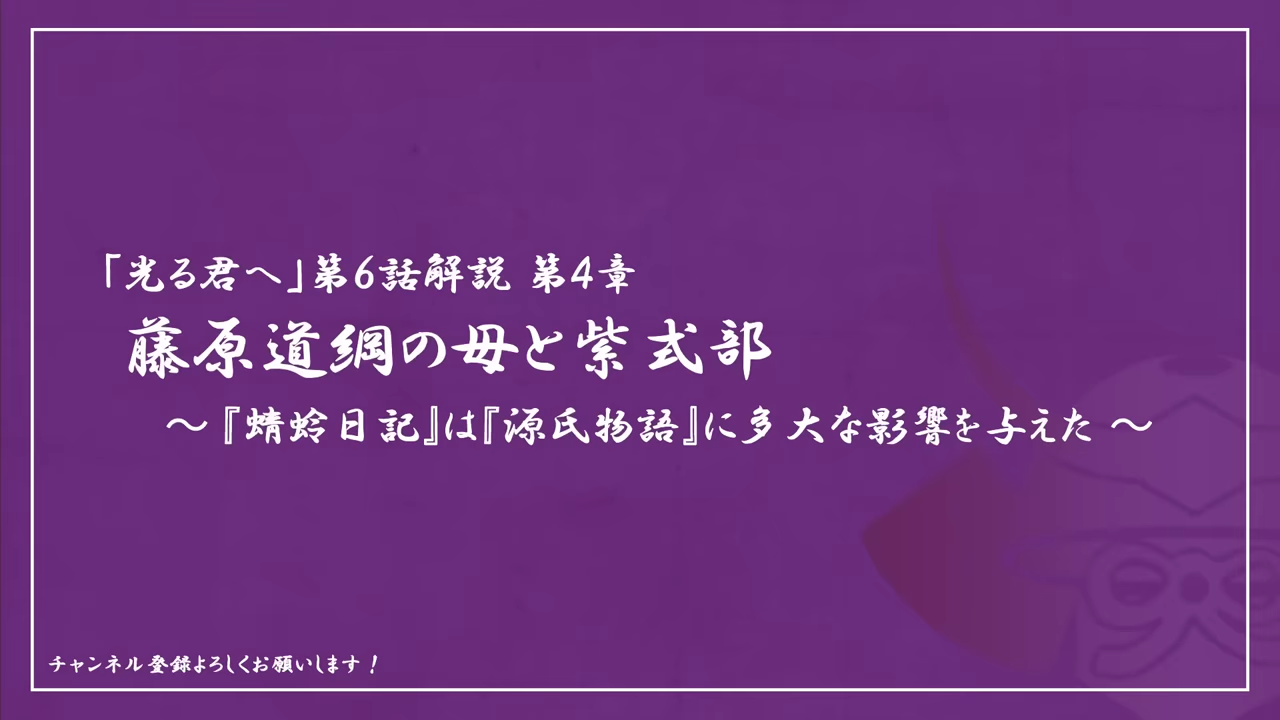 「光る君へ」第6話解説 第4章
藤原道綱の母と紫式部
～『蜻蛉日記』は『源氏物語』に多大な影響を与えた～
チャンネル登録よろしくお願いします！